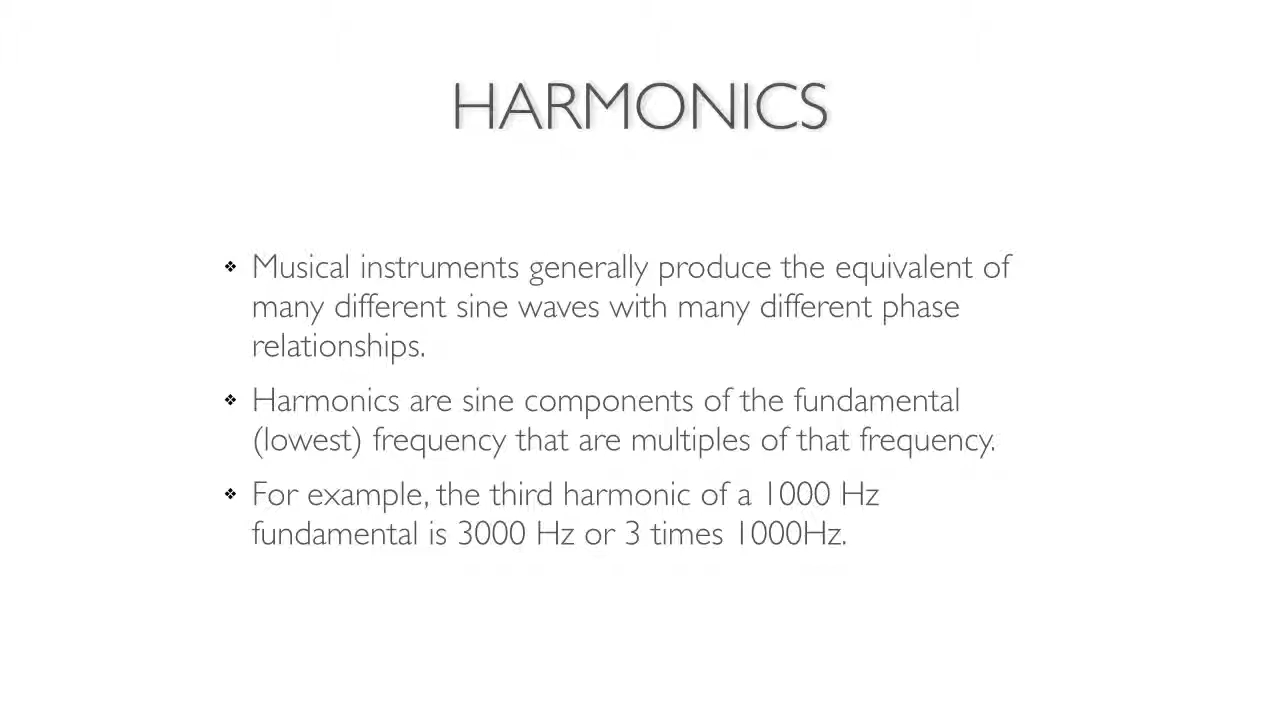 HARMONICS
❖ Musical instruments generally produce the equivalent of
many different sine waves with many different phase
relationships.
❖ Harmonics are sine components of the fundamental
(lowest) frequency that are multiples of that frequency.
❖ For example, the third harmonic of a 1000 Hz
fundamental is 3000 Hz or 3 times 1000Hz.